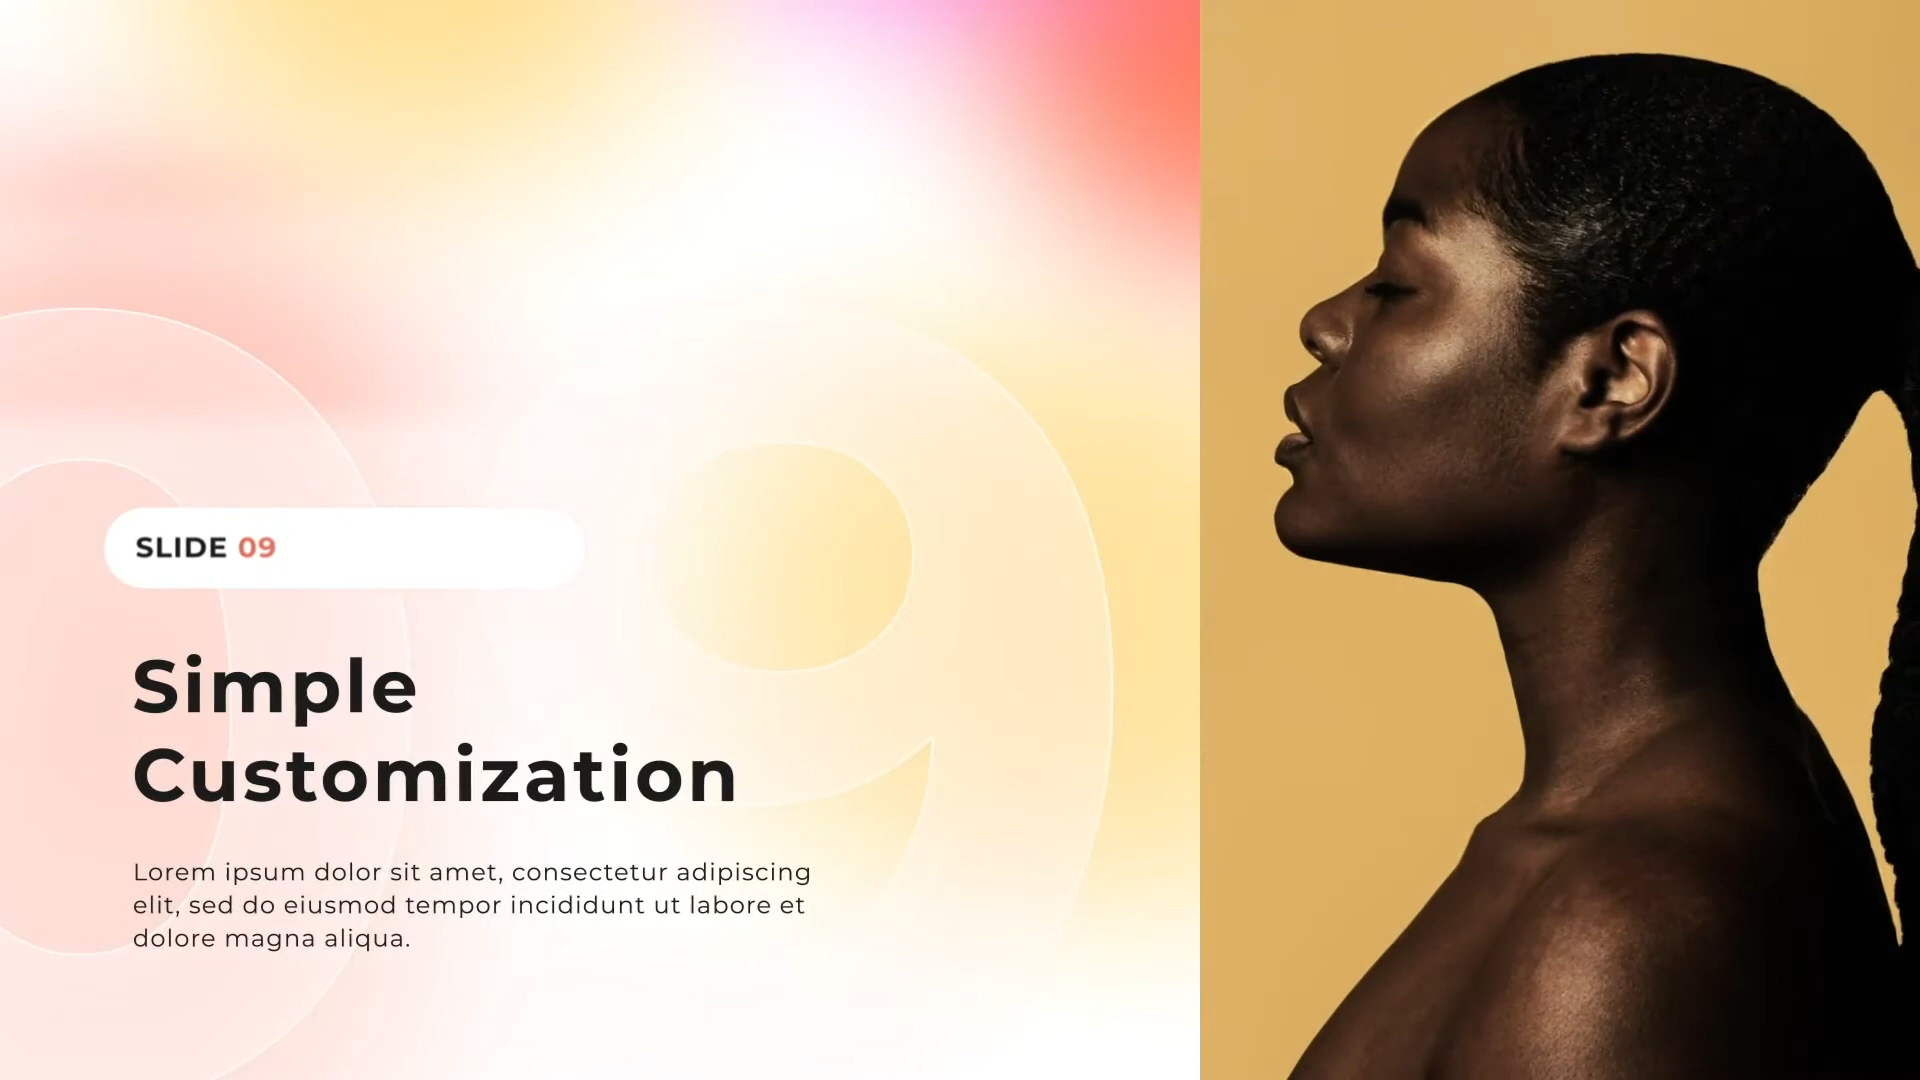 09
SLIDE 09
Simple
Customization
Lorem ipsum dolor sit amet, consectetur adipiscing
elit, sed do eiusmod tempor incididunt ut labore et
dolore magna aliqua.